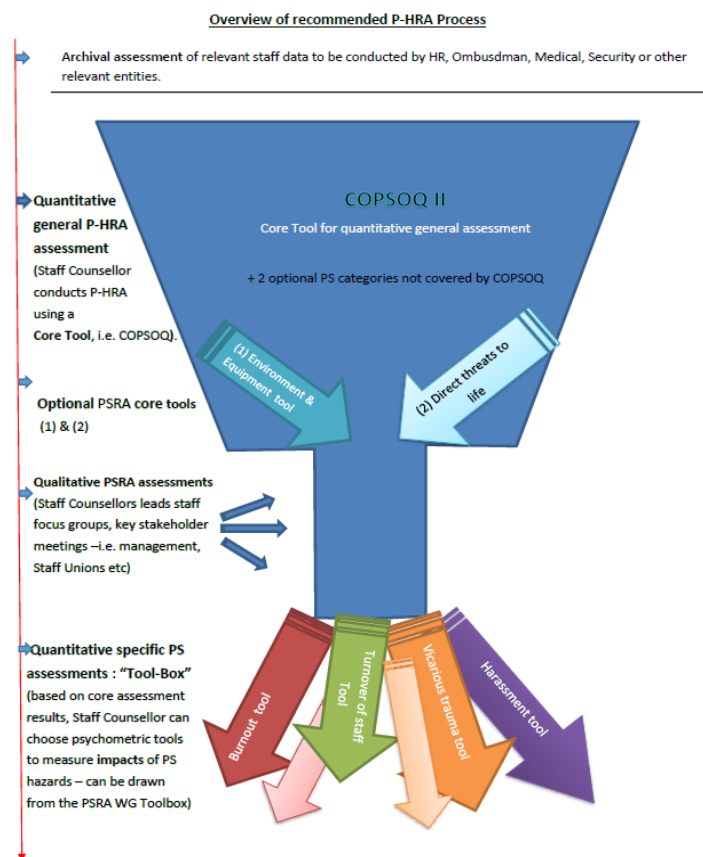 Overview of recommended P-HRA Process
Archival assessment of relevant staff data to be conducted by HR, Ombusdman, Medical, Security or other
relevant entities.
Quantitative
general P-HRA
assessment
(Staff Counsellor
conducts P-HRA
using a
Core Tool, i.e. COPSOQ).
COPSOQ II
Core Tool for quantitative general assessment
+ 2 optional PS categories not covered by COPSOQ
(1) Environment &
Equipment tool
(2) Direct threats to
life
Optional PSRA core tools
(1) & (2)
Qualitative PSRA assessments
(Staff Counsellors leads staff
focus groups, key stakeholder
meetings –i.e. management,
Staff Unions etc)
Quantitative specific PS
assessments : “Tool-Box”
(based on core assessment
results, Staff Counsellor can
choose psychometric tools
to measure impacts of PS
hazards – can be drawn
from the PSRA WG Toolbox)
Burnout tool
Turnover of staff
Tool
Vicarious trauma tool
Harassment tool